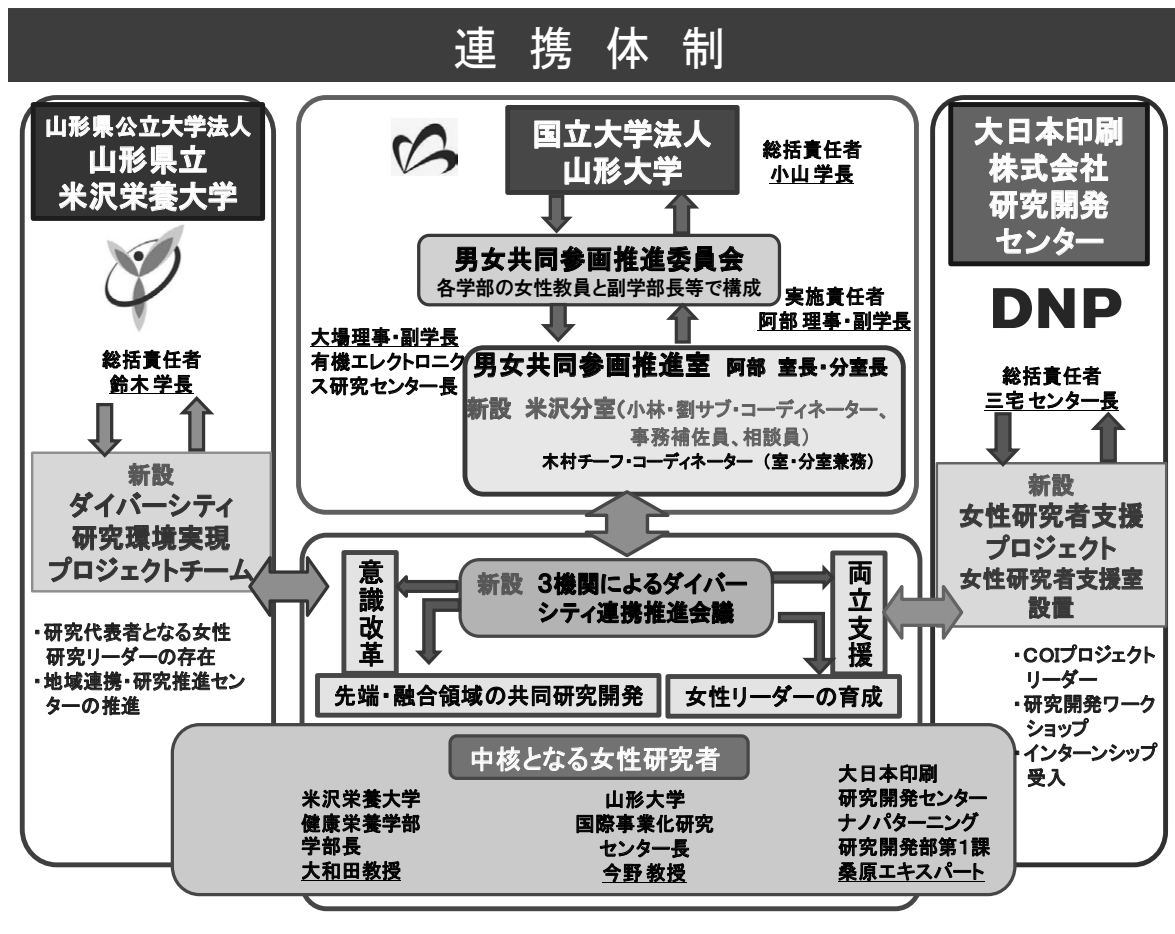 連携体制
山形県公立大学法人
山形県立
米沢栄養大学
総括責任者
鈴木 学長
新設
ダイバーシティ
研究環境実現
プロジェクトチーム
・研究代表者となる女性
研究リーダーの存在
・地域連携・研究推進セン
ターの推進
国立大学法人
山形大学
総括責任者
小山 学長
男女共同参画推進委員会
各学部の女性教員と副学部長等で構成
実施責任者
阿部 理事・副学長
大場理事・副学長
有機エレクトロニク
ス研究センター長
男女共同参画推進室 阿部 室長・分室長
新設 米沢分室（小林・劉サブ・コーディネーター、
事務補佐員、相談員）
木村チーフ・コーディネーター （室・分室兼務）
大日本印刷
株式会社
研究開発
センター
DNP
総括責任者
三宅 センター長
新設
女性研究者支援
プロジェクト
女性研究者支援室
設置
・COIプロジェクト
リーダー
・研究開発ワーク
ショップ
・インターンシップ
受入
意識改革
新設 3機関によるダイバー
シティ連携推進会議
両立支援
先端・融合領域の共同研究開発
女性リーダーの育成
中核となる女性研究者
米沢栄養大学
健康栄養学部
学部長
大和田教授
山形大学
国際事業化研究
センター長
今野 教授
大日本印刷
研究開発センター
ナノパターニング
研究開発部第1課
桑原エキスパート